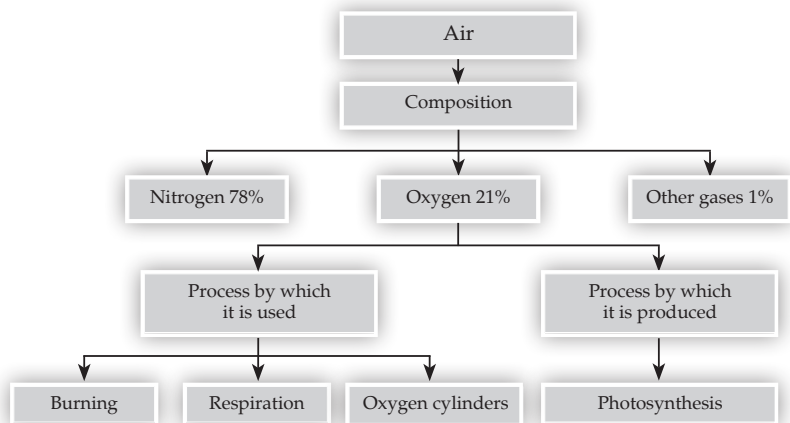 Air
Composition
Nitrogen 78%
Oxygen 21%
Other gases 1%
Process by which
it is used
Process by which
it is produced
Burning
Respiration
Oxygen cylinders
Photosynthesis